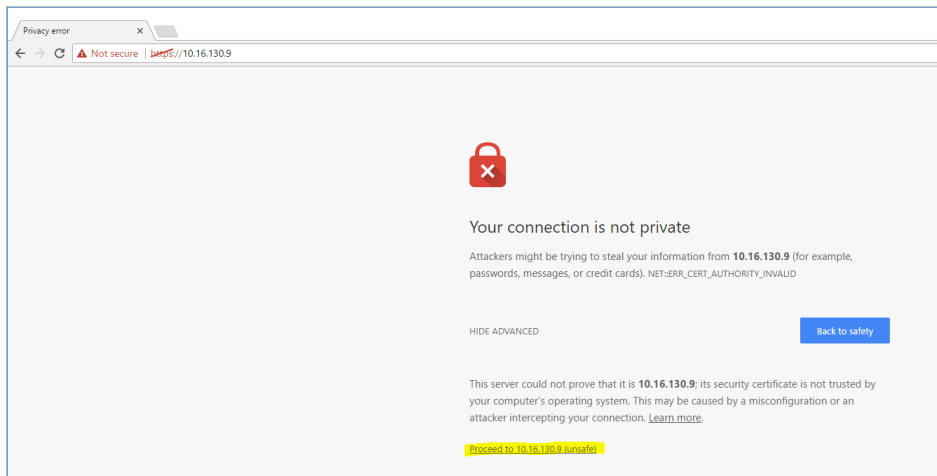 Privacy error
Not secure | https://10.16.130.9
Your connection is not private
Attackers might be trying to steal your information from 10.16.130.9 (for example,
passwords, messages, or credit cards). NET::ERR_CERT_AUTHORITY_INVALID
HIDE ADVANCED
Back to safety
This server could not prove that it is 10.16.130.9; its security certificate is not trusted by
your computer's operating system. This may be caused by a misconfiguration or an
attacker intercepting your connection. Learn more.
Proceed to 10.16.130.9 (unsafe)